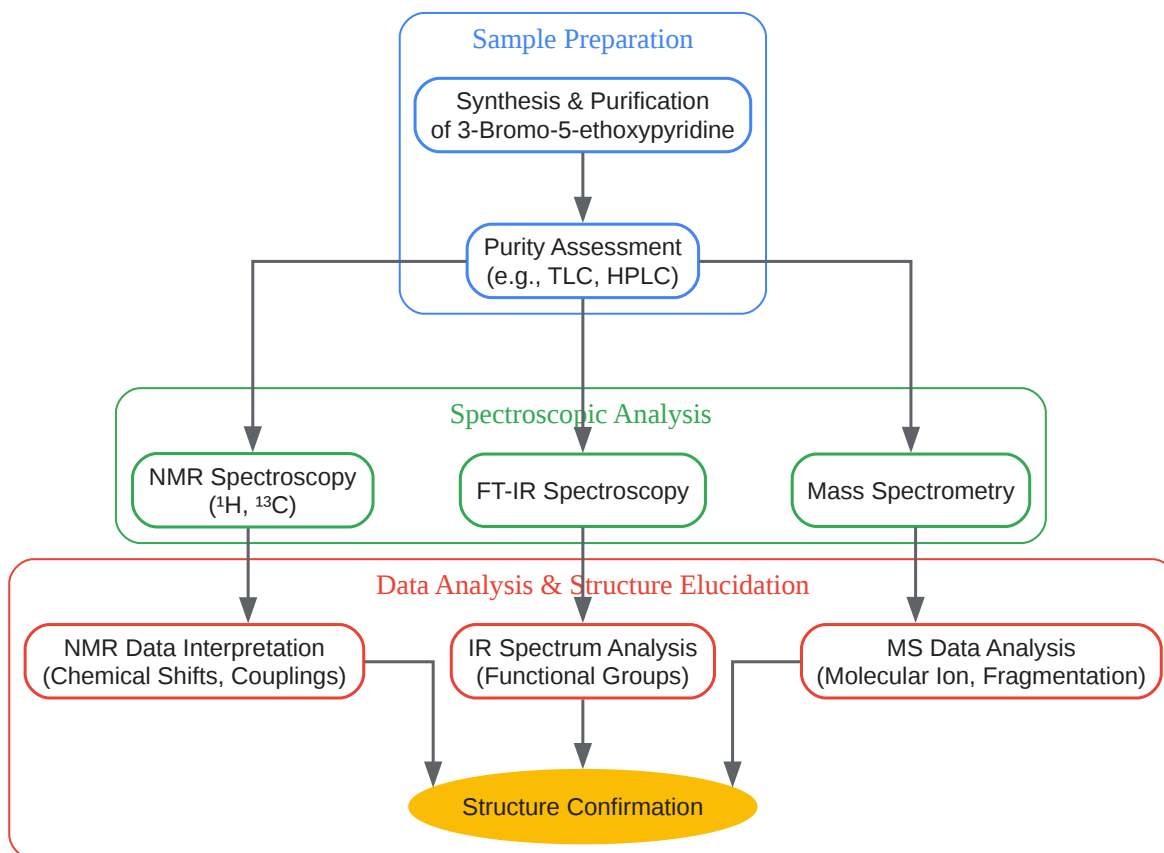 Sample Preparation
Synthesis & Purification
of 3-Bromo-5-ethoxypyridine
Purity Assessment
(e.g., TLC, HPLC)
Spectroscopic Analysis
NMR Spectroscopy
(¹H, ¹³C)
FT-IR Spectroscopy
Mass Spectrometry
Data Analysis & Structure Elucidation
NMR Data Interpretation
(Chemical Shifts, Couplings)
IR Spectrum Analysis
(Functional Groups)
MS Data Analysis
(Molecular Ion, Fragmentation)
Structure Confirmation